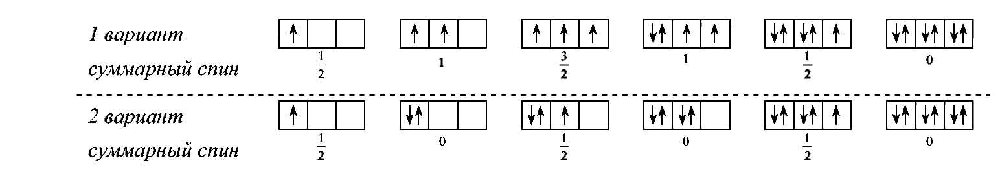 1 вариант
суммарный спин 1/2 1 3/2 1 1/2 0
2 вариант
суммарный спин 1/2 0 1/2 0 1/2 0